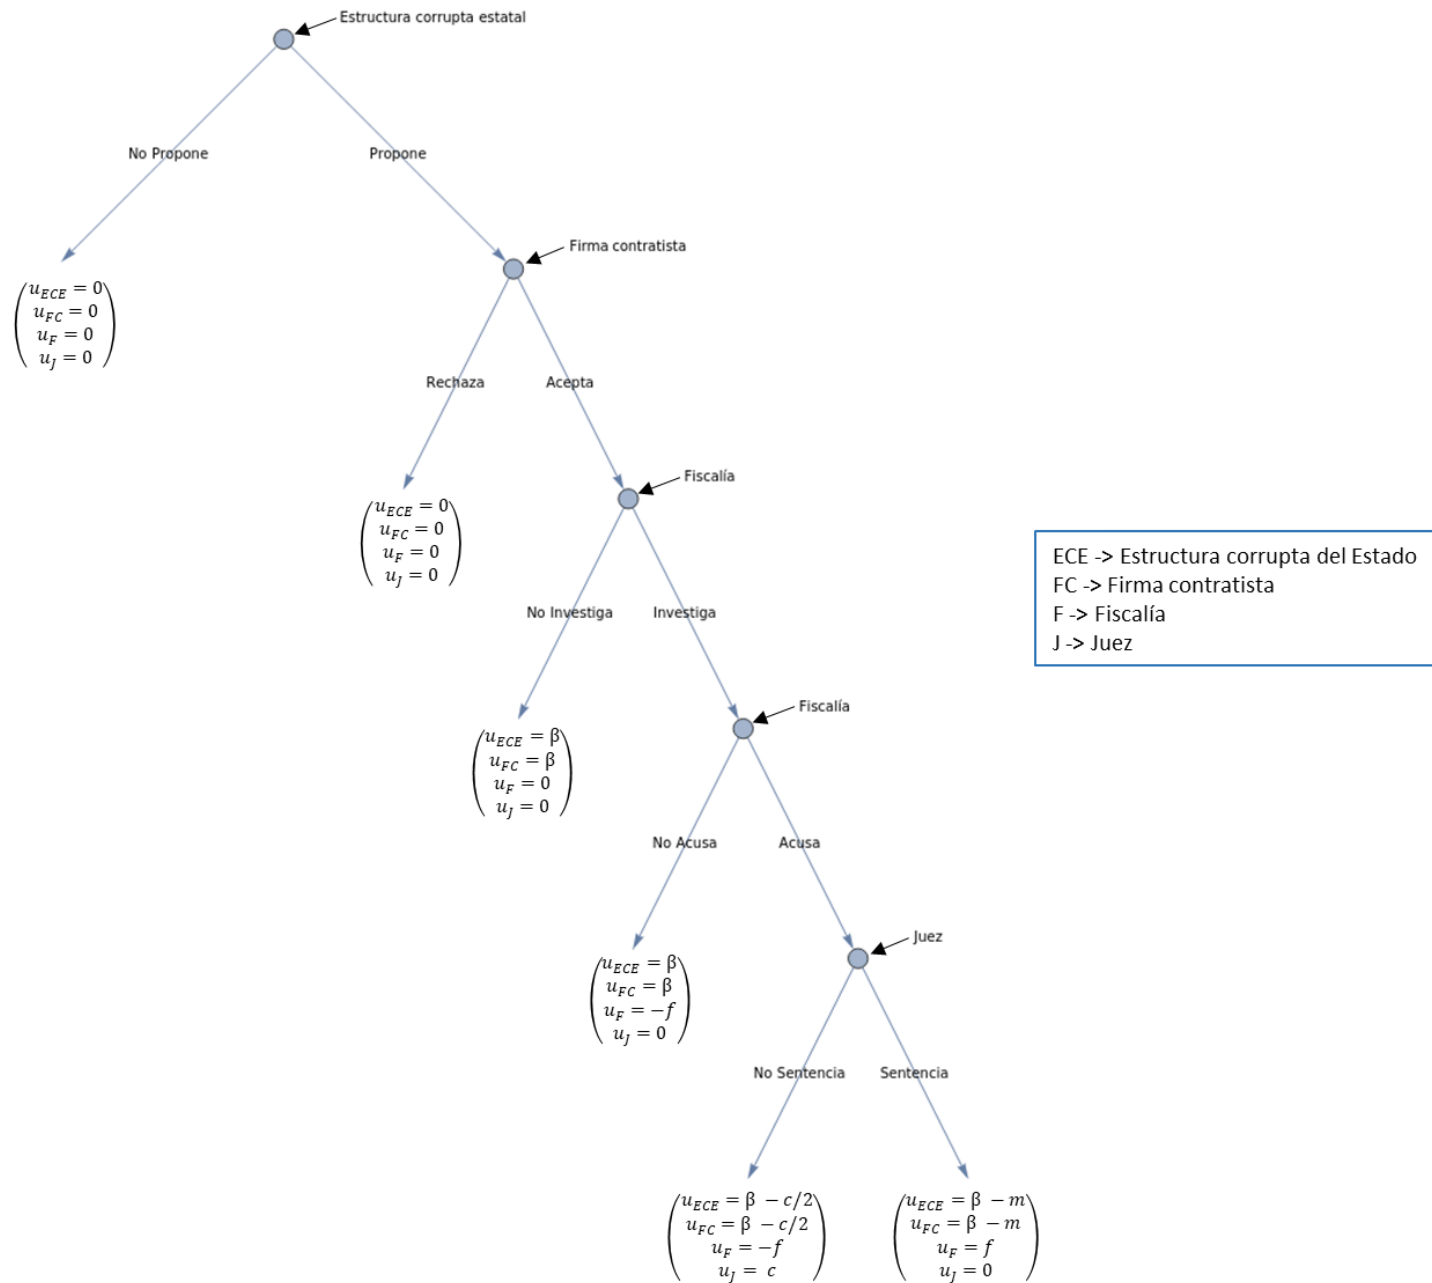 Estructura corrupta estatal
No Propone
Propone
Firma contratista
u_ECE = 0
u_FC = 0
u_F = 0
u_J = 0
Rechaza
Acepta
Fiscalía
u_ECE = 0
u_FC = 0
u_F = 0
u_J = 0
ECE -> Estructura corrupta del Estado
FC -> Firma contratista
F -> Fiscalía
J -> Juez
No Investiga
Investiga
Fiscalía
u_ECE = β
u_FC = β
u_F = 0
u_J = 0
No Acusa
Acusa
Juez
u_ECE = β
u_FC = β
u_F = −f
u_J = 0
No Sentencia
Sentencia
u_ECE = β − c/2
u_FC = β − c/2
u_F = −f
u_J = c
u_ECE = β − m
u_FC = β − m
u_F = f
u_J = 0